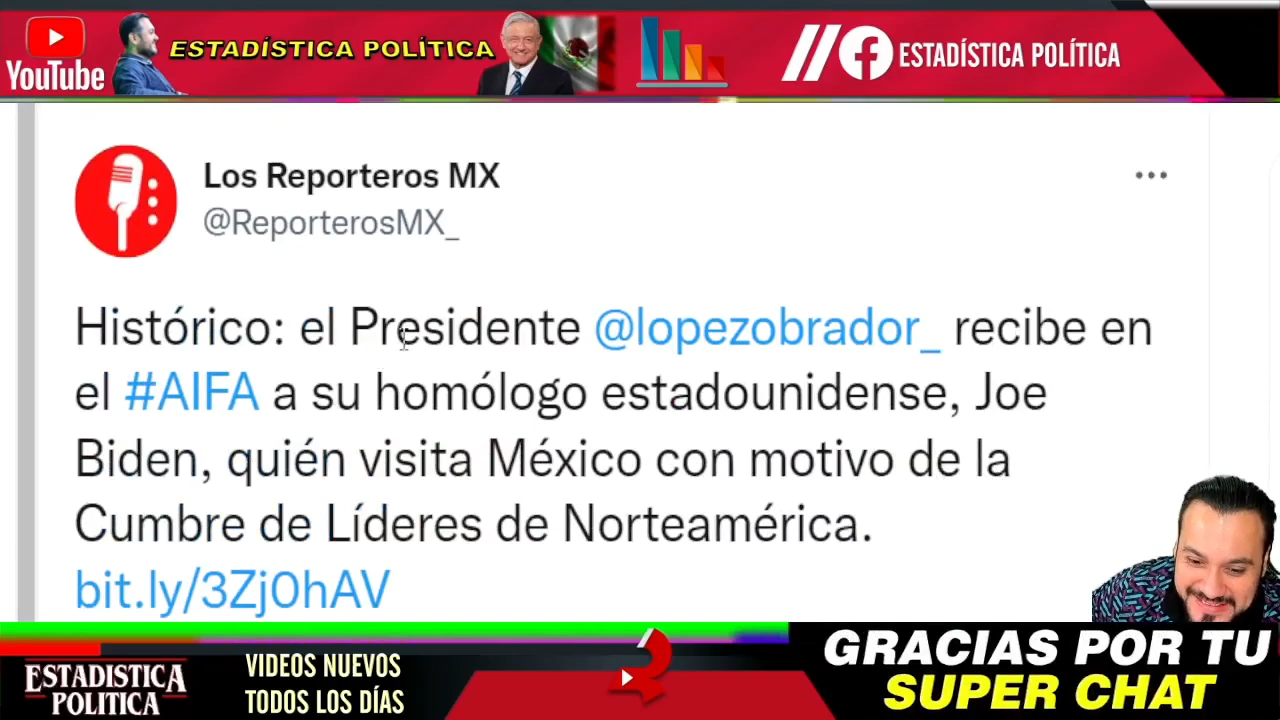 YouTube
ESTADÍSTICA POLÍTICA
ESTADÍSTICA POLÍTICA
Los Reporteros MX
@ReporterosMX_
Histórico: el Presidente @lopezobrador_ recibe en
el #AIFA a su homólogo estadounidense, Joe
Biden, quién visita México con motivo de la
Cumbre de Líderes de Norteamérica.
bit.ly/3Zj0hAV
ESTADISTICA
POLITICA
VIDEOS NUEVOS
TODOS LOS DÍAS
GRACIAS POR TU
SUPER CHAT